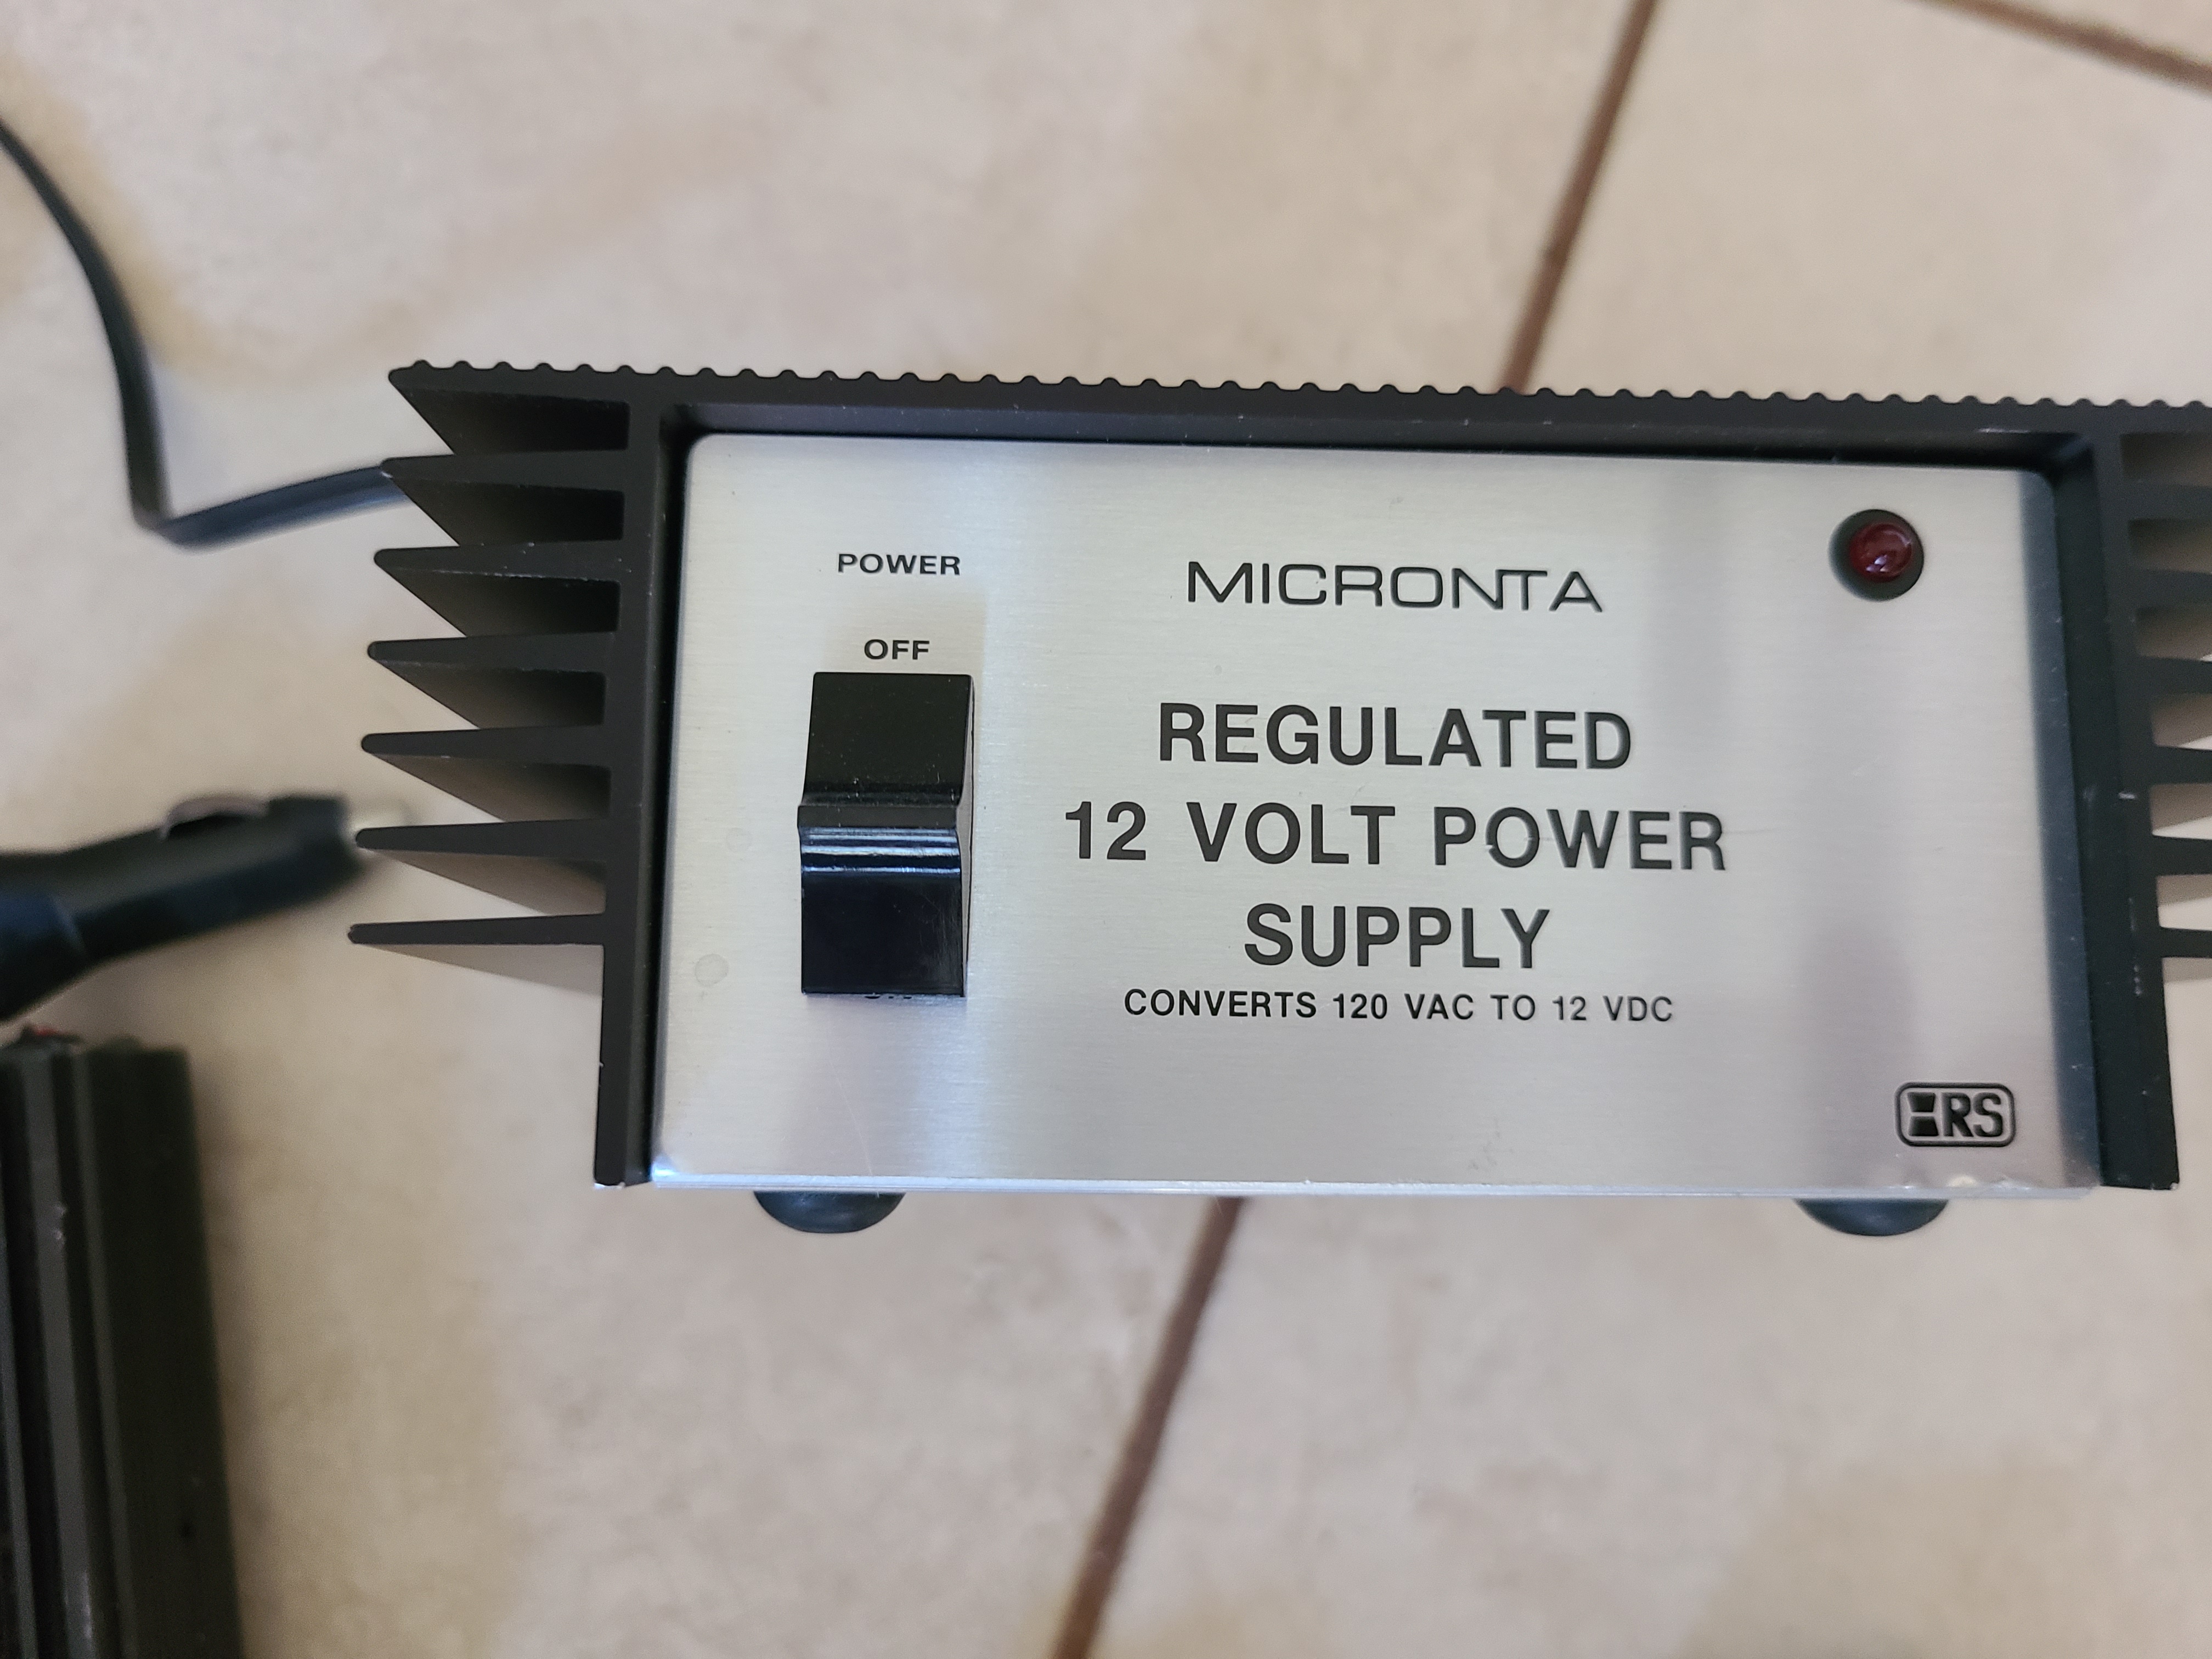 POWER
OFF
MICRONTA
REGULATED
12 VOLT POWER
SUPPLY
CONVERTS 120 VAC TO 12 VDC
RS